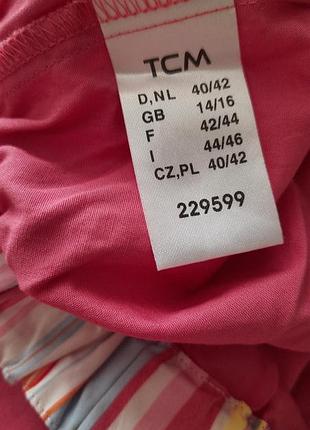 TCM
D,NL 40/42
GB 14/16
F 42/44
I 44/46
CZ,PL 40/42
229599